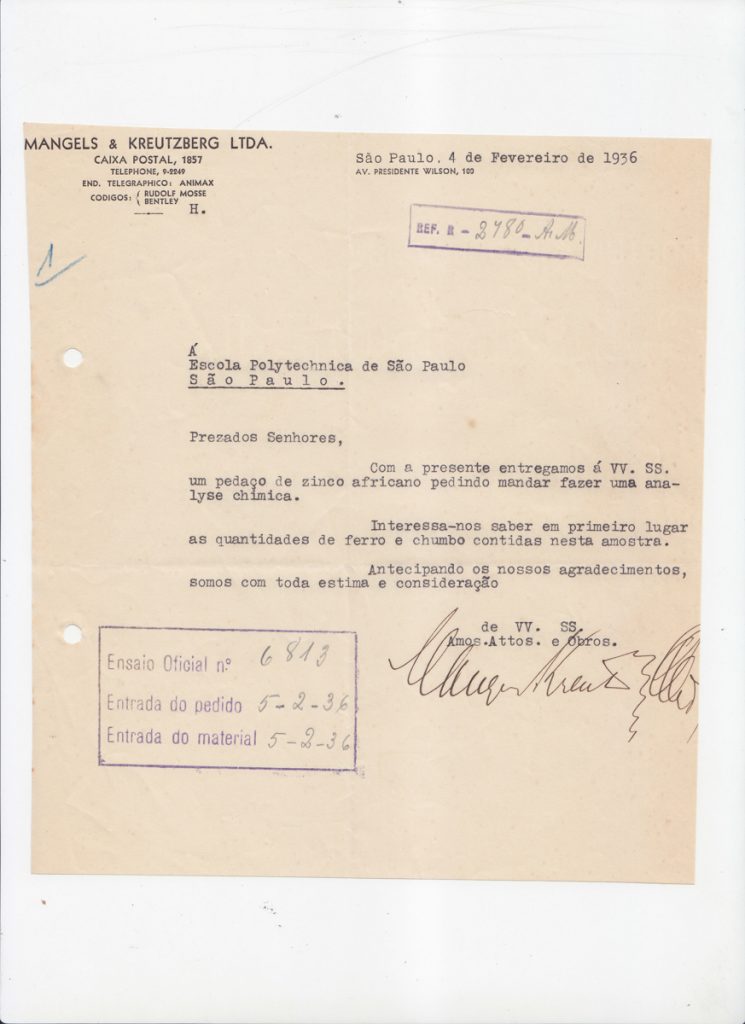 MANGELS & KREUTZBERG LTDA.
CAIXA POSTAL, 1857
TELEPHONE, 9-2249
END. TELEGRAPHICO: ANIMAX
CODIGOS: { RUDOLF MOSSE
BENTLEY
H.
São Paulo, 4 de Fevereiro de 1936
AV. PRESIDENTE WILSON, 100
REF. R - 2780 - A.M.
1
Á
Escola Polytechnica de São Paulo
São Paulo.
Prezados Senhores,
Com a presente entregamos á VV. SS.
um pedaço de zinco africano pedindo mandar fazer uma ana-
lyse chimica.
Interessa-nos saber em primeiro lugar
as quantidades de ferro e chumbo contidas nesta amostra.
Antecipando os nossos agradecimentos,
somos com toda estima e consideração
de VV. SS.
Amos.Attos. e Obros.
Ensaio Oficial n.º 6813
Entrada do pedido 5-2-36
Entrada do material 5-2-36